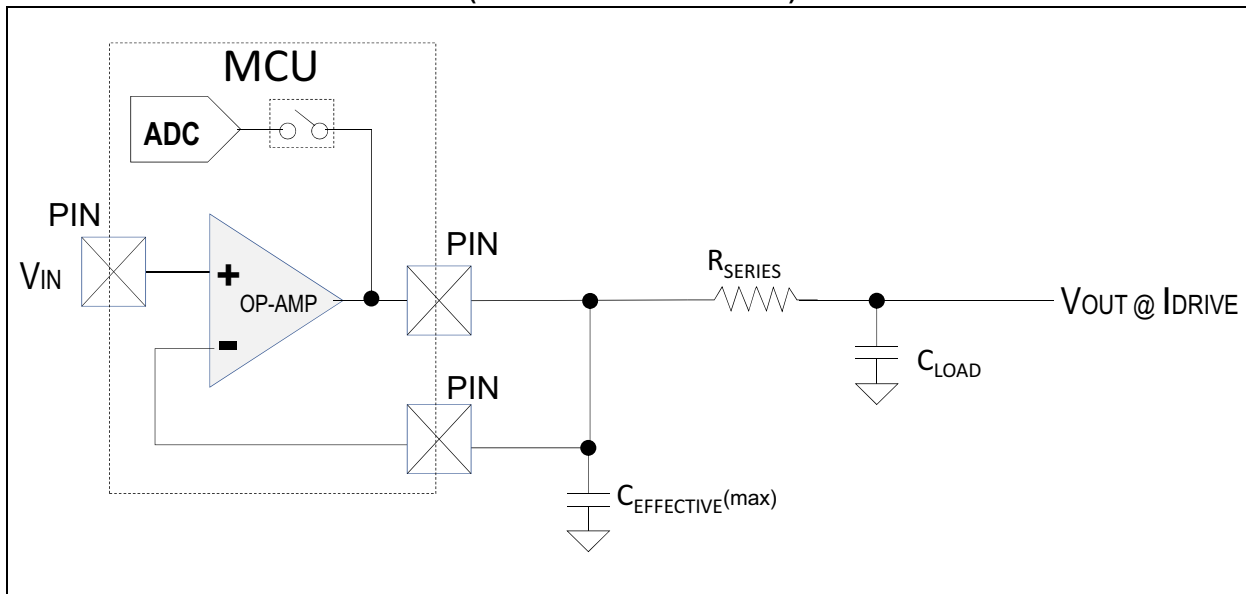 MCU
ADC
PIN
VIN
+
OP-AMP
-
PIN
PIN
RSERIES
VOUT @ IDRIVE
CLOAD
CEFFECTIVE(max)